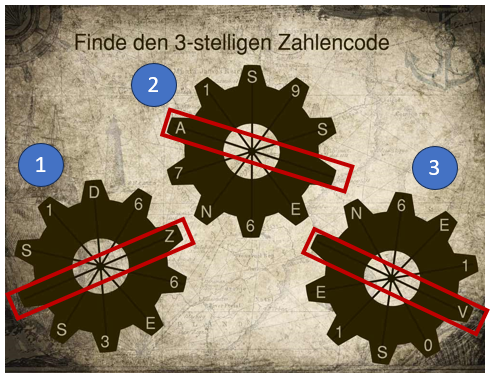 Finde den 3-stelligen Zahlencode
1
S 1 D 6 Z 6 E 3 S
2
A 1 S 9 S E 6 N 7
3
N 6 E 1 V 0 S 1 E